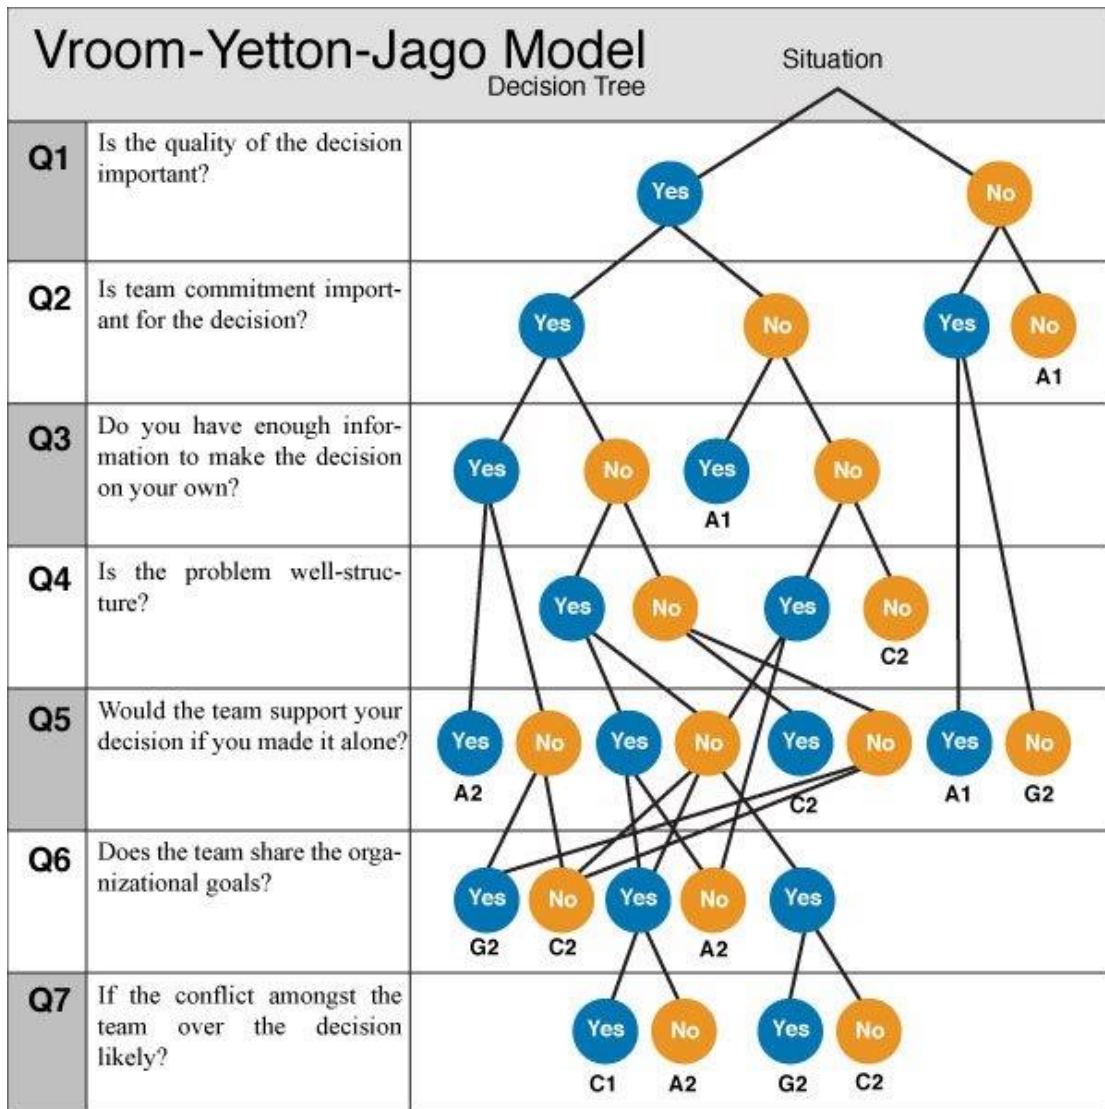 Vroom-Yetton-Jago Model
Decision Tree
Situation
Q1
Is the quality of the decision
important?
Yes
No
Q2
Is team commitment import-
ant for the decision?
Yes
No
Yes
No
A1
Q3
Do you have enough infor-
mation to make the decision
on your own?
Yes
No
Yes
No
A1
Q4
Is the problem well-struc-
ture?
Yes
No
Yes
No
C2
Q5
Would the team support your
decision if you made it alone?
Yes
No
Yes
No
Yes
No
Yes
No
A2
C2
A1
G2
Q6
Does the team share the orga-
nizational goals?
Yes
No
Yes
No
Yes
G2
C2
A2
Q7
If the conflict amongst the
team over the decision
likely?
Yes
No
Yes
No
C1
A2
G2
C2